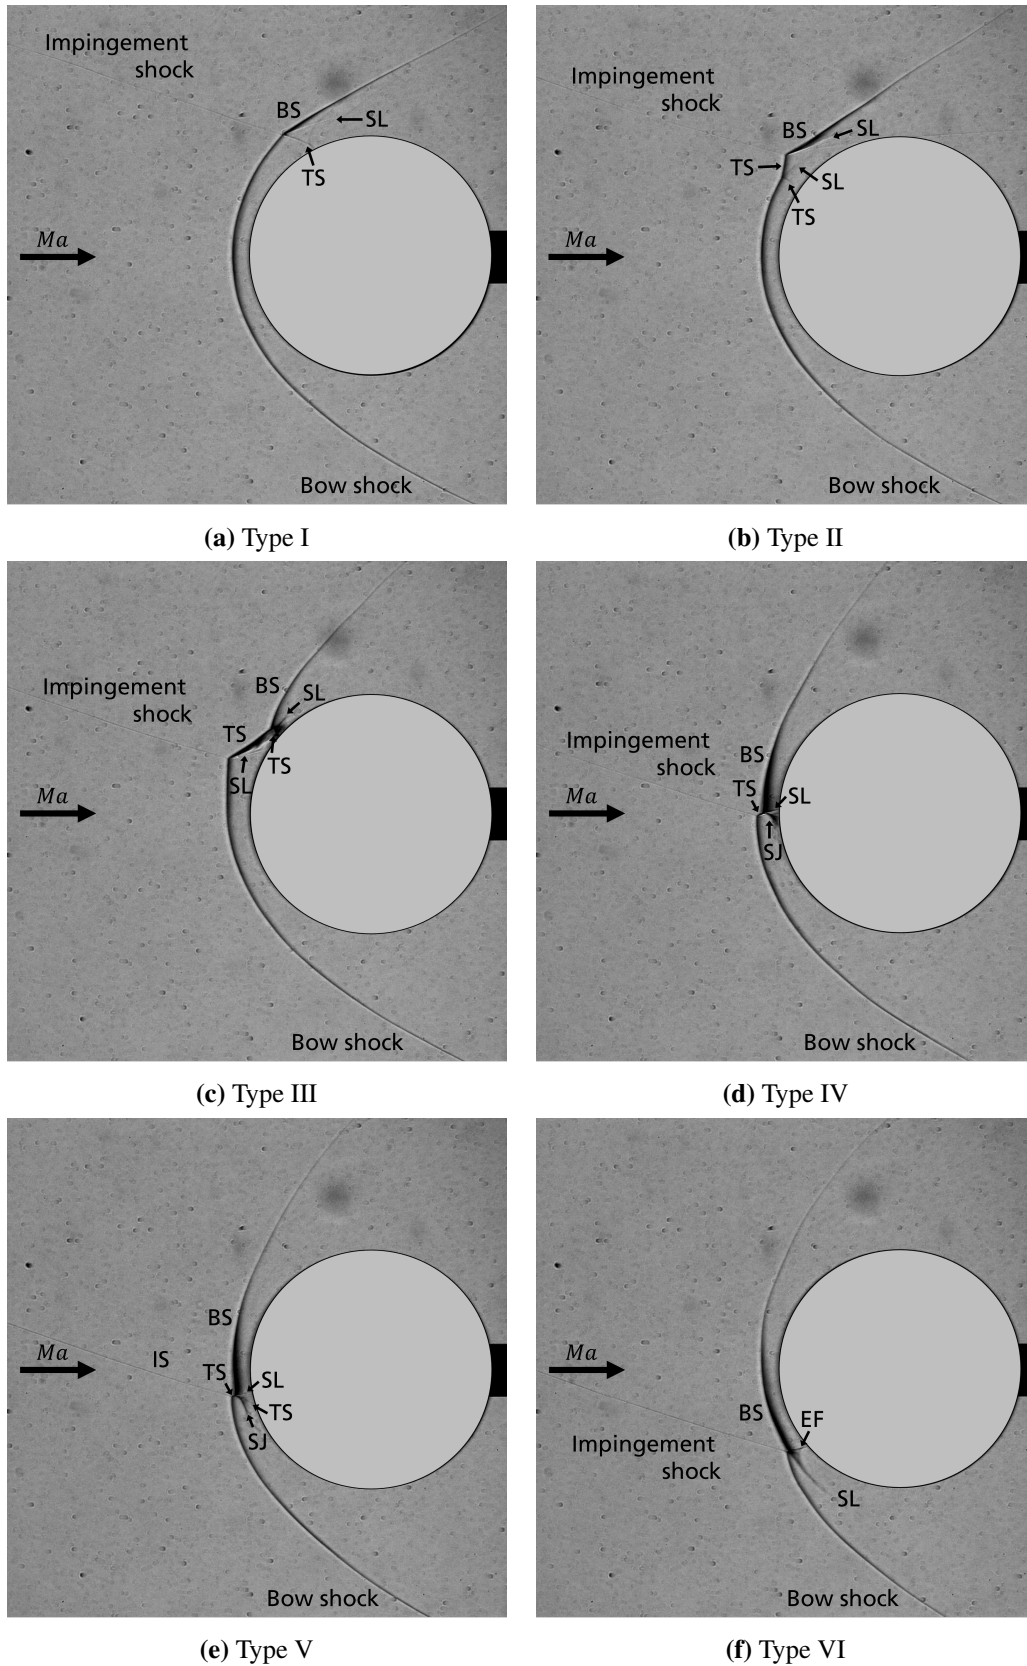 Impingement
shock
BS
SL
TS
Ma
Bow shock
(a) Type I
Impingement
shock
BS
SL
TS
SL
TS
Ma
Bow shock
(b) Type II
Impingement
shock
BS
SL
TS
TS
SL
Ma
Bow shock
(c) Type III
Impingement
shock
BS
TS
SL
Ma
SJ
Bow shock
(d) Type IV
BS
Ma
IS
TS
SL
TS
SJ
Bow shock
(e) Type V
Ma
BS
EF
Impingement
shock
SL
Bow shock
(f) Type VI